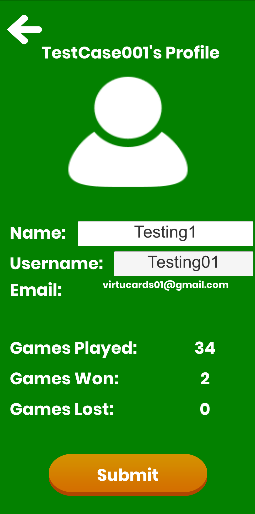 TestCase001's Profile
Name: Testing1
Username: Testing01
Email: virtucards01@gmail.com
Games Played: 34
Games Won: 2
Games Lost: 0
Submit